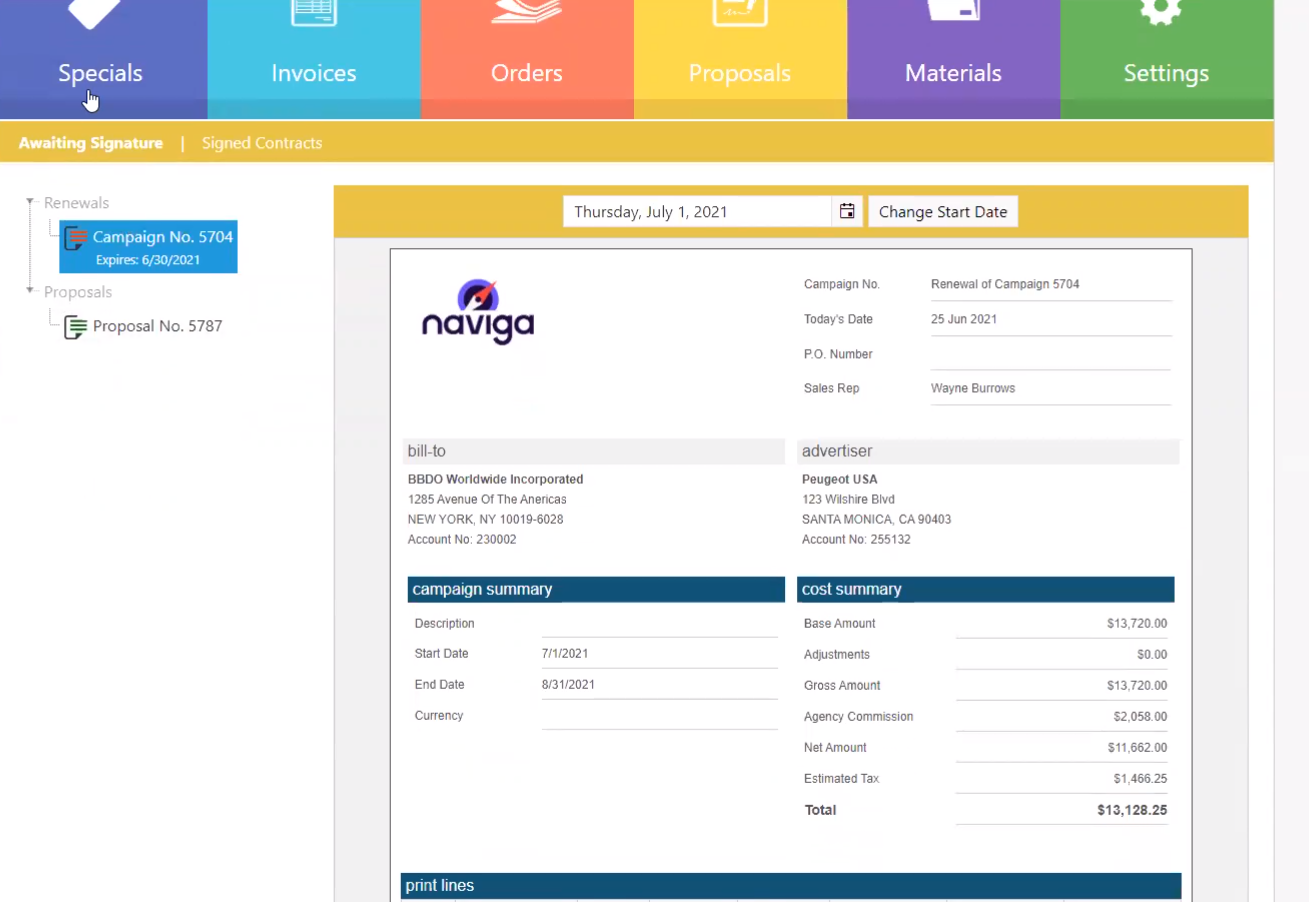 Specials
Invoices
Orders
Proposals
Materials
Settings
Awaiting Signature | Signed Contracts
Renewals
Campaign No. 5704
Expires: 6/30/2021
Proposals
Proposal No. 5787
Thursday, July 1, 2021
Change Start Date
naviga
Campaign No. Renewal of Campaign 5704
Today's Date 25 Jun 2021
P.O. Number
Sales Rep Wayne Burrows
bill-to
BBDO Worldwide Incorporated
1285 Avenue Of The Anericas
NEW YORK, NY 10019-6028
Account No: 230002
advertiser
Peugeot USA
123 Wilshire Blvd
SANTA MONICA, CA 90403
Account No: 255132
campaign summary
Description
Start Date 7/1/2021
End Date 8/31/2021
Currency
cost summary
Base Amount $13,720.00
Adjustments $0.00
Gross Amount $13,720.00
Agency Commission $2,058.00
Net Amount $11,662.00
Estimated Tax $1,466.25
Total $13,128.25
print lines